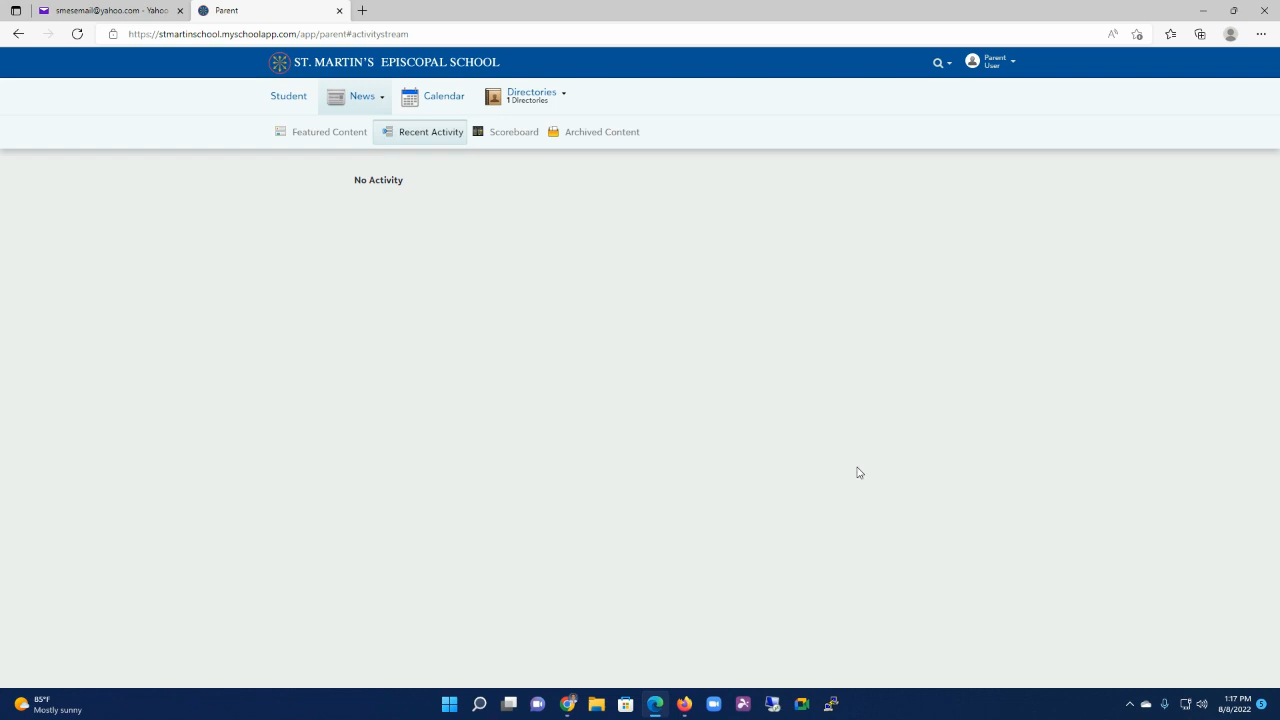 smesemail@yahoo.com - Yahoo
Parent
https://stmartinschool.myschoolapp.com/app/parent#activitystream
ST. MARTIN'S EPISCOPAL SCHOOL
Parent
User
Student
News
Calendar
Directories
1 Directories
Featured Content
Recent Activity
Scoreboard
Archived Content
No Activity
85°F
Mostly sunny
1:17 PM
8/8/2022